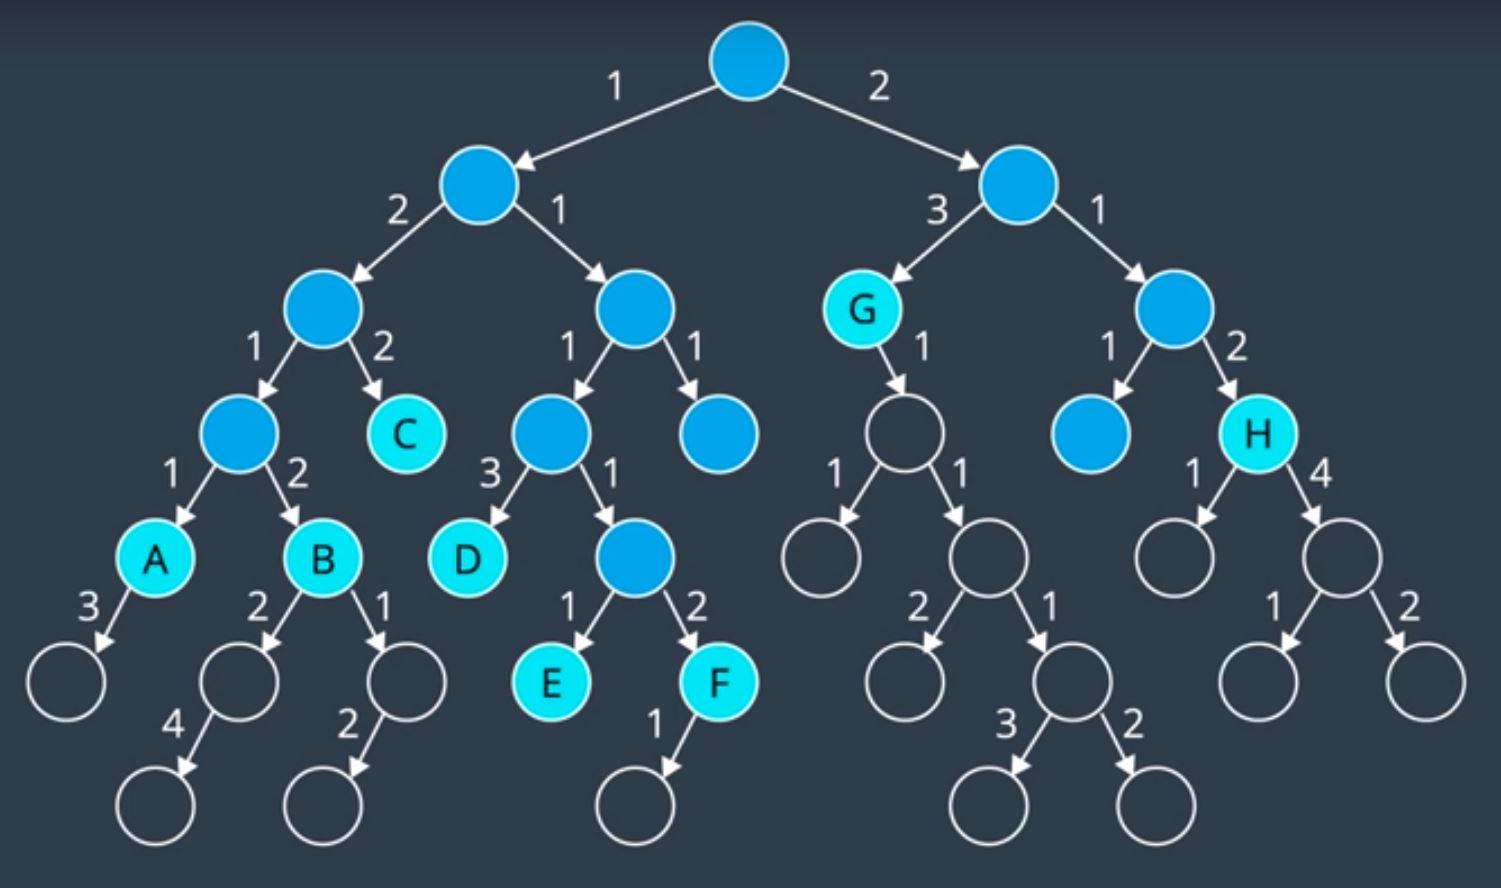 1 2
2 1 3 1
G
1 2 1 1 1 1 2
C H
1 2 3 1 1 1 1 4
A B D
3 2 1 1 2 2 1 1 2
E F
4 2 1 3 2